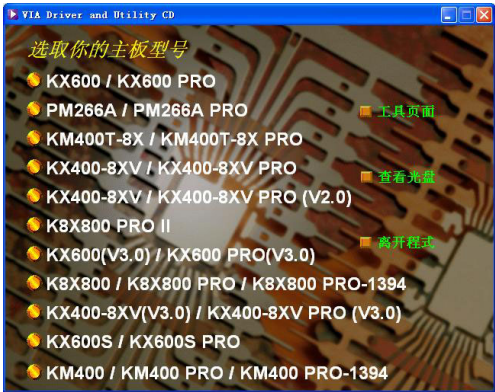 VIA Driver and Utility CD
选取你的主板型号
KX600 / KX600 PRO
PM266A / PM266A PRO
KM400T-8X / KM400T-8X PRO
KX400-8XV / KX400-8XV PRO
KX400-8XV / KX400-8XV PRO (V2.0)
K8X800 PRO II
KX600(V3.0) / KX600 PRO(V3.0)
K8X800 / K8X800 PRO / K8X800 PRO-1394
KX400-8XV(V3.0) / KX400-8XV PRO (V3.0)
KX600S / KX600S PRO
KM400 / KM400 PRO / KM400 PRO-1394
工具页面
查看光盘
离开程式